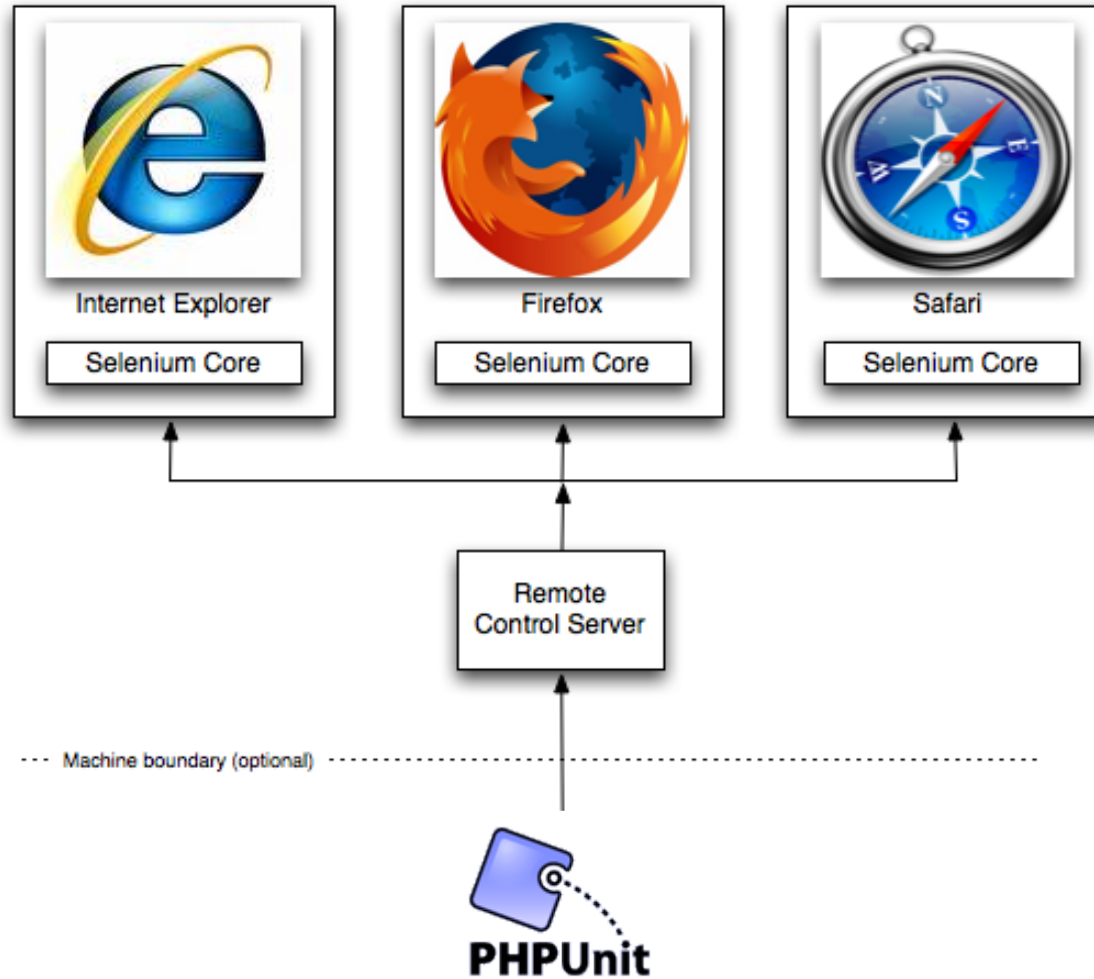 Internet Explorer
Selenium Core
Firefox
Selenium Core
N
E
S
W
Safari
Selenium Core
Remote
Control Server
Machine boundary (optional)
PHPUnit